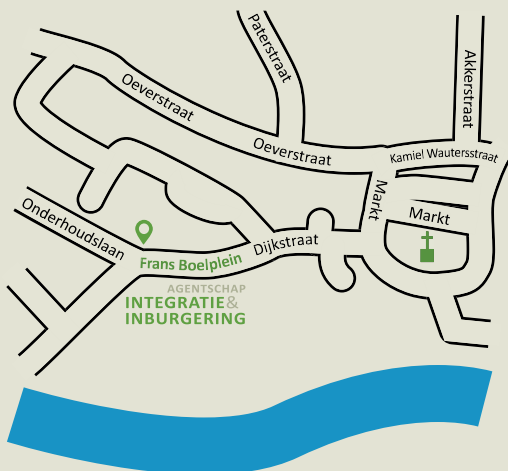 Paterstraat
Akkerstraat
Oeverstraat
Oeverstraat
Kamiel Wautersstraat
Markt
Markt
Onderhoudslaan
Dijkstraat
Frans Boelplein
AGENTSCHAP
INTEGRATIE&
INBURGERING